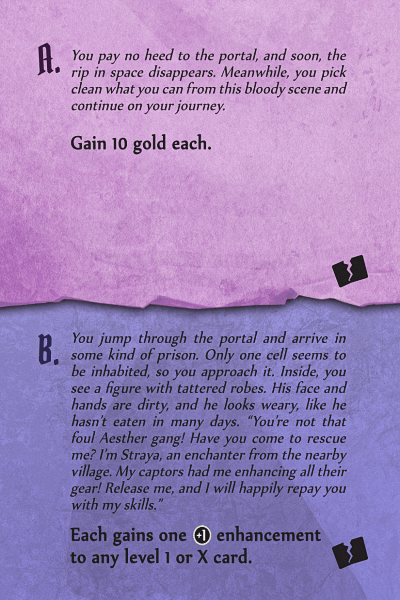 A.
You pay no heed to the portal, and soon, the
rip in space disappears. Meanwhile, you pick
clean what you can from this bloody scene and
continue on your journey.
Gain 10 gold each.
B.
You jump through the portal and arrive in
some kind of prison. Only one cell seems to
be inhabited, so you approach it. Inside, you
see a figure with tattered robes. His face and
hands are dirty, and he looks weary, like he
hasn't eaten in many days. “You're not that
foul Aesther gang! Have you come to rescue
me? I'm Straya, an enchanter from the nearby
village. My captors had me enhancing all their
gear! Release me, and I will happily repay you
with my skills.”
Each gains one +1 enhancement
to any level 1 or X card.